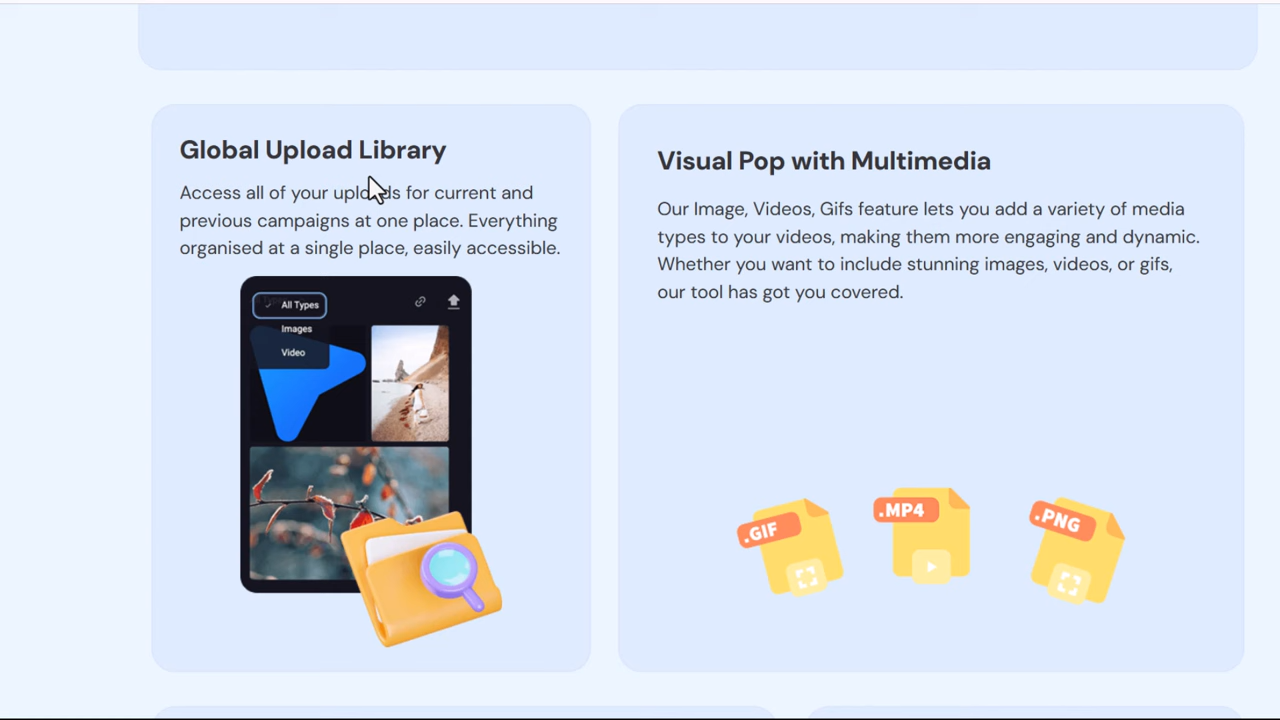 Global Upload Library
Access all of your uploads for current and
previous campaigns at one place. Everything
organised at a single place, easily accessible.
All Types
Images
Video
Visual Pop with Multimedia
Our Image, Videos, Gifs feature lets you add a variety of media
types to your videos, making them more engaging and dynamic.
Whether you want to include stunning images, videos, or gifs,
our tool has got you covered.
.GIF
.MP4
.PNG